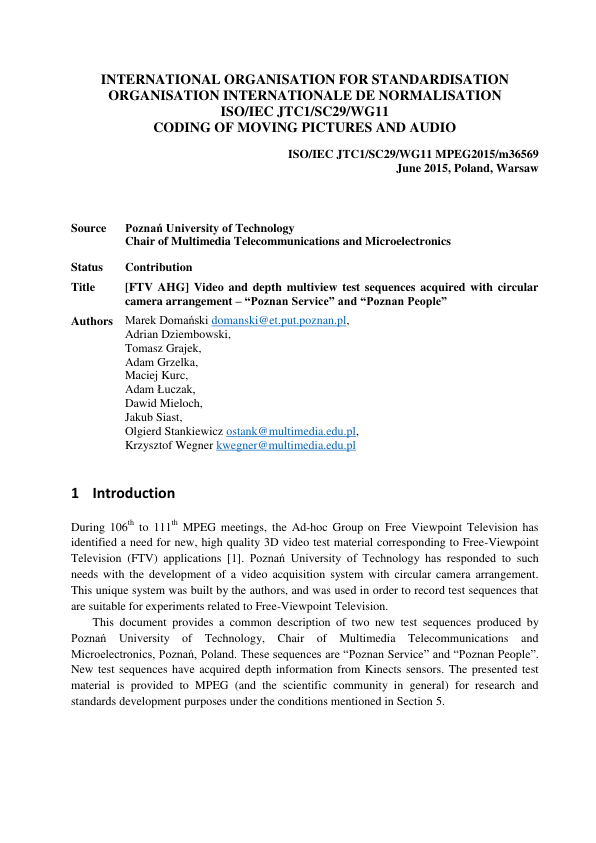 INTERNATIONAL ORGANISATION FOR STANDARDISATION
ORGANISATION INTERNATIONALE DE NORMALISATION
ISO/IEC JTC1/SC29/WG11
CODING OF MOVING PICTURES AND AUDIO
ISO/IEC JTC1/SC29/WG11 MPEG2015/m36569
June 2015, Poland, Warsaw
Source Poznań University of Technology
Chair of Multimedia Telecommunications and Microelectronics
Status Contribution
Title [FTV AHG] Video and depth multiview test sequences acquired with circular
camera arrangement – “Poznan Service” and “Poznan People”
Authors Marek Domański domanski@et.put.poznan.pl,
Adrian Dziembowski,
Tomasz Grajek,
Adam Grzelka,
Maciej Kurc,
Adam Łuczak,
Dawid Mieloch,
Jakub Siast,
Olgierd Stankiewicz ostank@multimedia.edu.pl,
Krzysztof Wegner kwegner@multimedia.edu.pl
1 Introduction
During 106th to 111th MPEG meetings, the Ad-hoc Group on Free Viewpoint Television has
identified a need for new, high quality 3D video test material corresponding to Free-Viewpoint
Television (FTV) applications [1]. Poznań University of Technology has responded to such
needs with the development of a video acquisition system with circular camera arrangement.
This unique system was built by the authors, and was used in order to record test sequences that
are suitable for experiments related to Free-Viewpoint Television.
This document provides a common description of two new test sequences produced by
Poznań University of Technology, Chair of Multimedia Telecommunications and
Microelectronics, Poznań, Poland. These sequences are “Poznan Service” and “Poznan People”.
New test sequences have acquired depth information from Kinects sensors. The presented test
material is provided to MPEG (and the scientific community in general) for research and
standards development purposes under the conditions mentioned in Section 5.